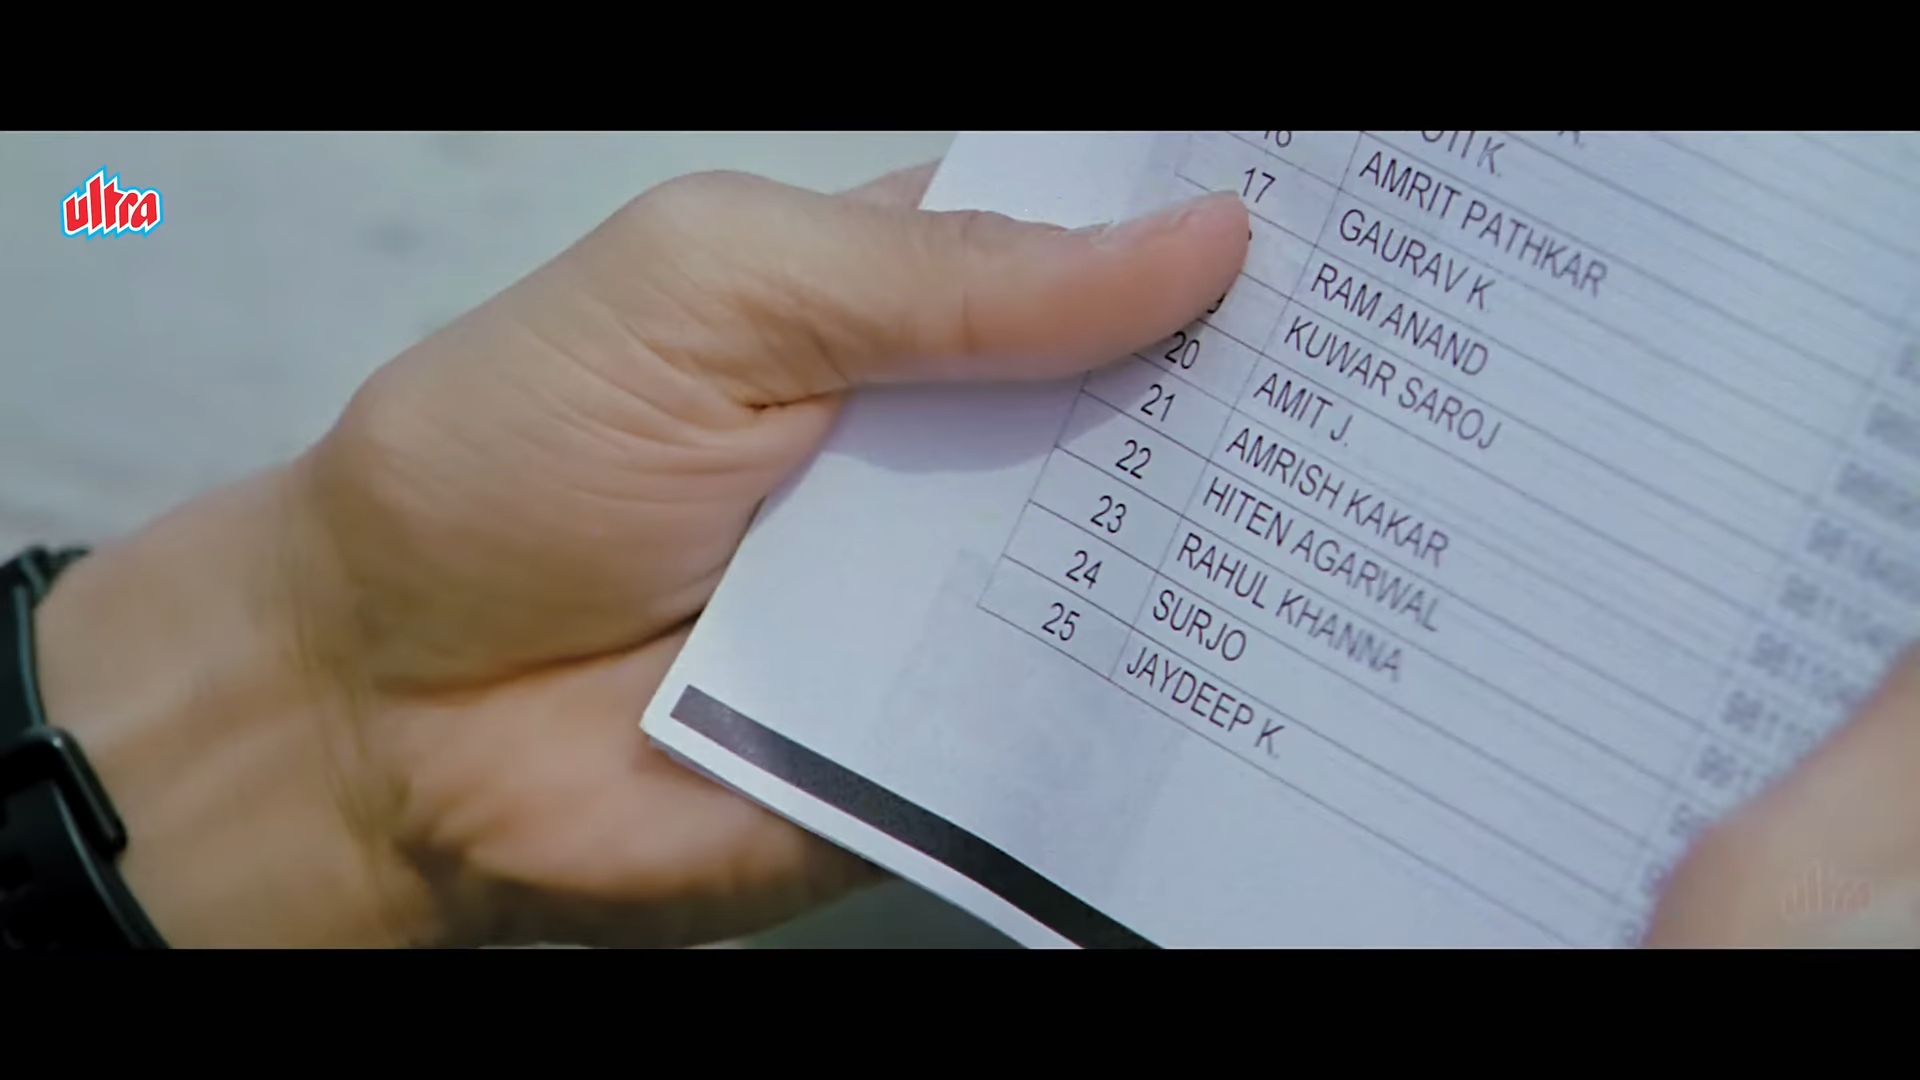 ultra
K.
AMRIT PATHKAR
17 GAURAV K.
RAM ANAND
KUWAR SAROJ
20 AMIT J.
21 AMRISH KAKAR
22 HITEN AGARWAL
23 RAHUL KHANNA
24 SURJO
25 JAYDEEP K.
ultra